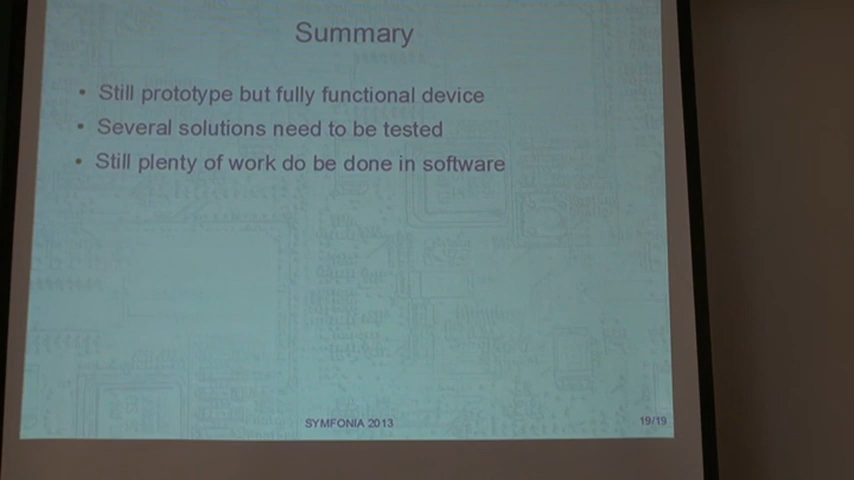 Summary
• Still prototype but fully functional device
• Several solutions need to be tested
• Still plenty of work do be done in software
SYMFONIA 2013
19/19